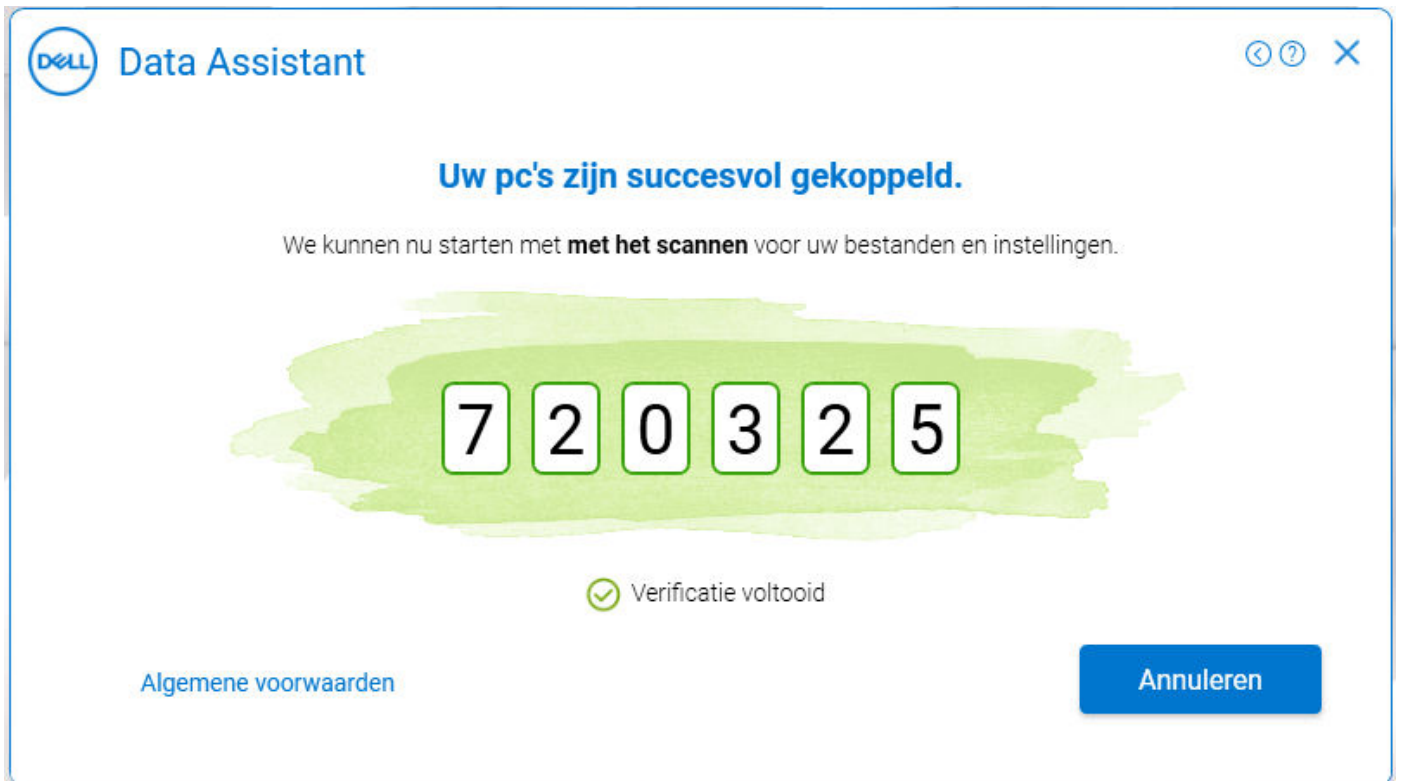 DELL Data Assistant
Uw pc's zijn succesvol gekoppeld.
We kunnen nu starten met met het scannen voor uw bestanden en instellingen.
7 2 0 3 2 5
Verificatie voltooid
Algemene voorwaarden
Annuleren